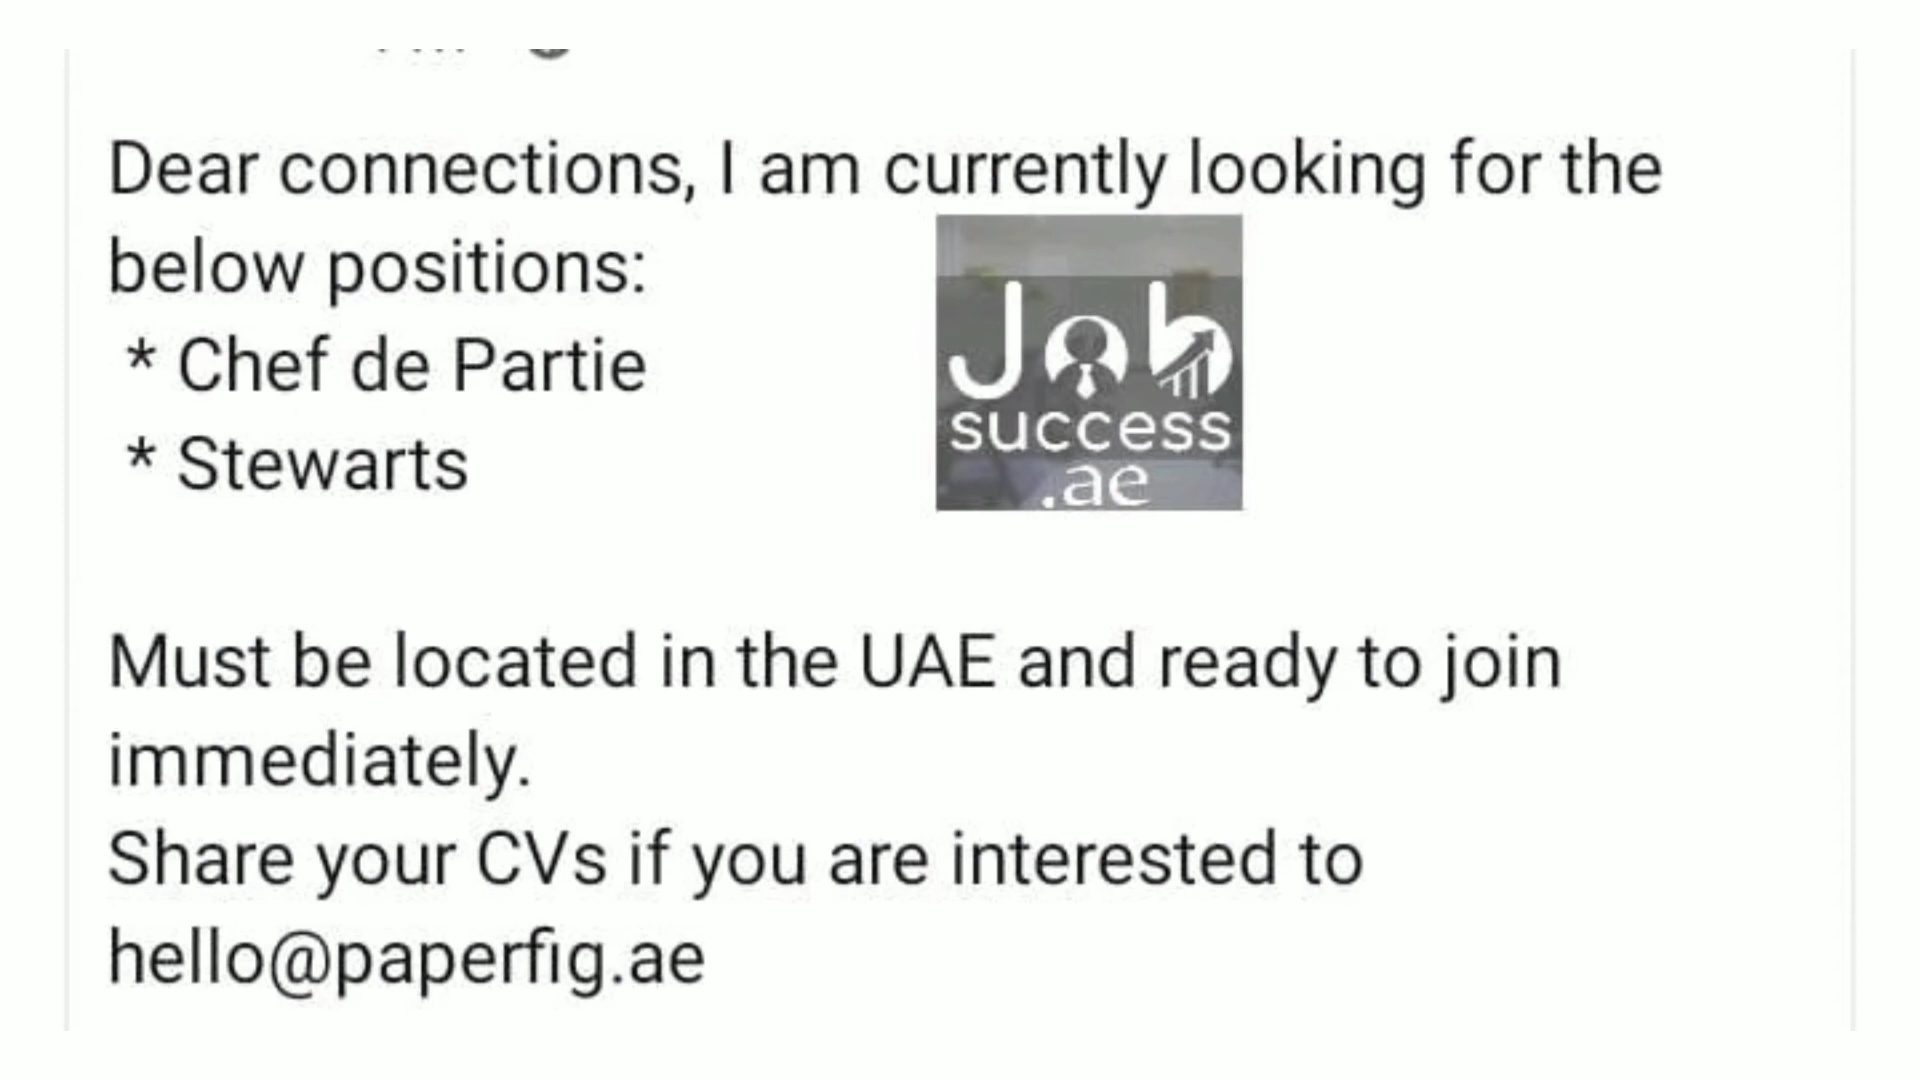 Dear connections, I am currently looking for the
below positions:
* Chef de Partie
* Stewarts
Job
success
.ae
Must be located in the UAE and ready to join
immediately.
Share your CVs if you are interested to
hello@paperfig.ae